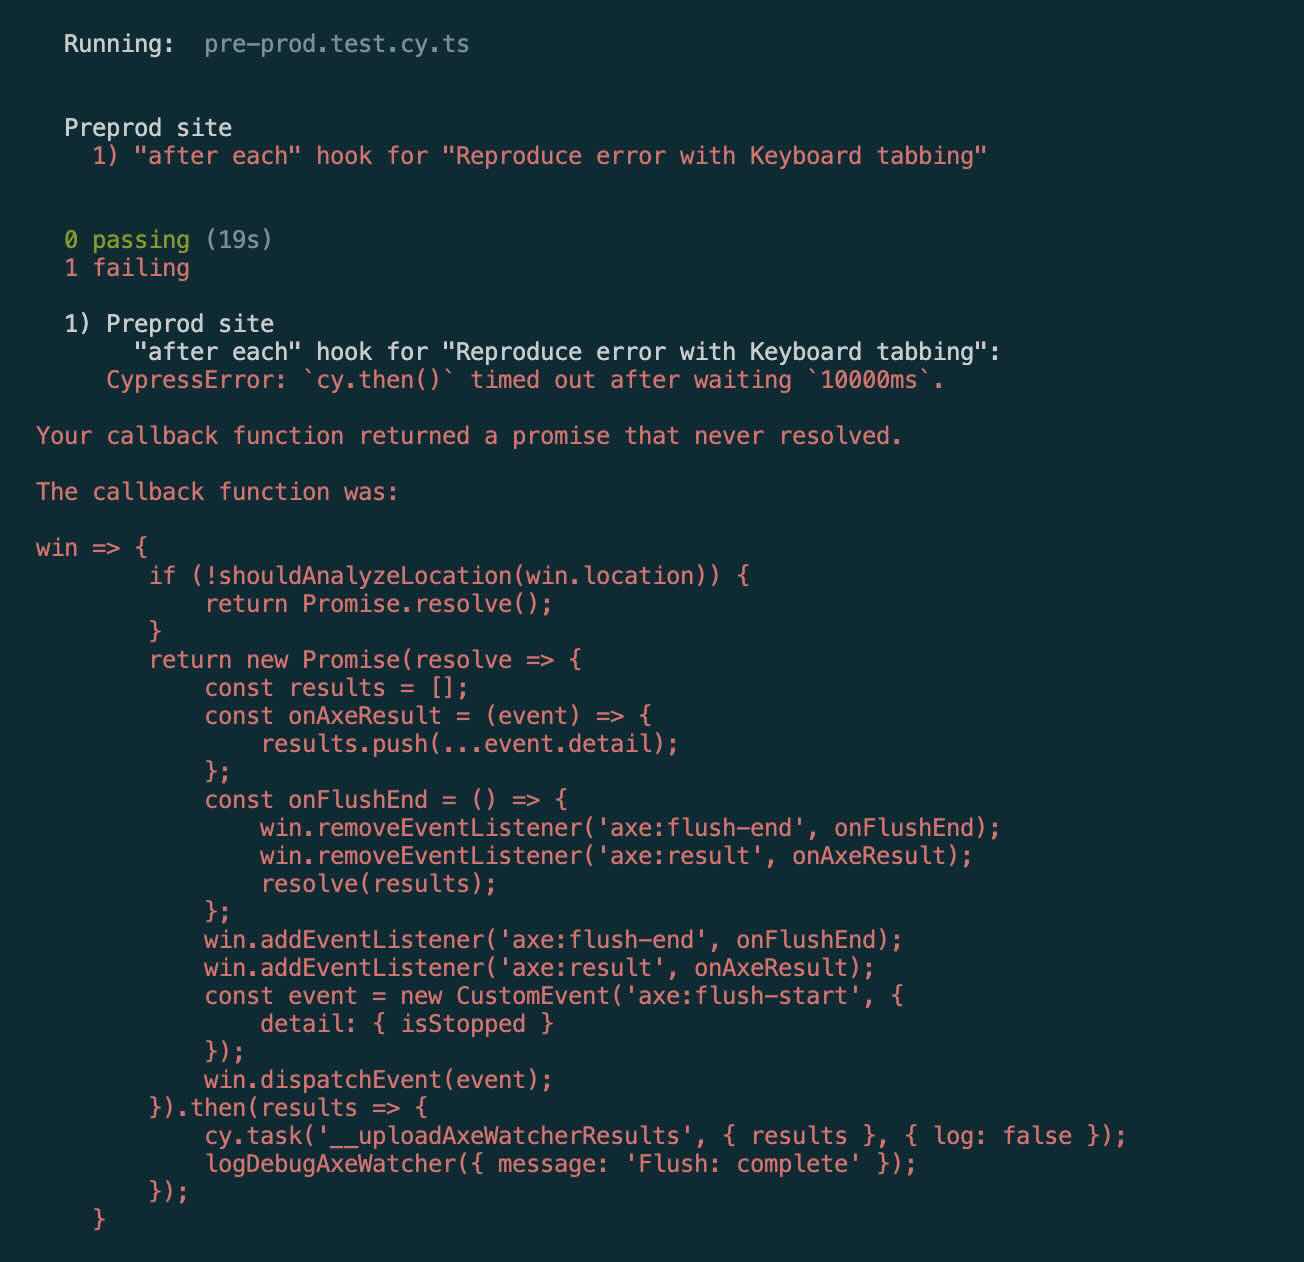 Running:  pre-prod.test.cy.ts
Preprod site
1) "after each" hook for "Reproduce error with Keyboard tabbing"
0 passing (19s)
1 failing
1) Preprod site
"after each" hook for "Reproduce error with Keyboard tabbing":
CypressError: `cy.then()` timed out after waiting `10000ms`.
Your callback function returned a promise that never resolved.
The callback function was:
win => {
if (!shouldAnalyzeLocation(win.location)) {
return Promise.resolve();
}
return new Promise(resolve => {
const results = [];
const onAxeResult = (event) => {
results.push(...event.detail);
};
const onFlushEnd = () => {
win.removeEventListener('axe:flush-end', onFlushEnd);
win.removeEventListener('axe:result', onAxeResult);
resolve(results);
};
win.addEventListener('axe:flush-end', onFlushEnd);
win.addEventListener('axe:result', onAxeResult);
const event = new CustomEvent('axe:flush-start', {
detail: { isStopped }
});
win.dispatchEvent(event);
}).then(results => {
cy.task('__uploadAxeWatcherResults', { results }, { log: false });
logDebugAxeWatcher({ message: 'Flush: complete' });
});
}